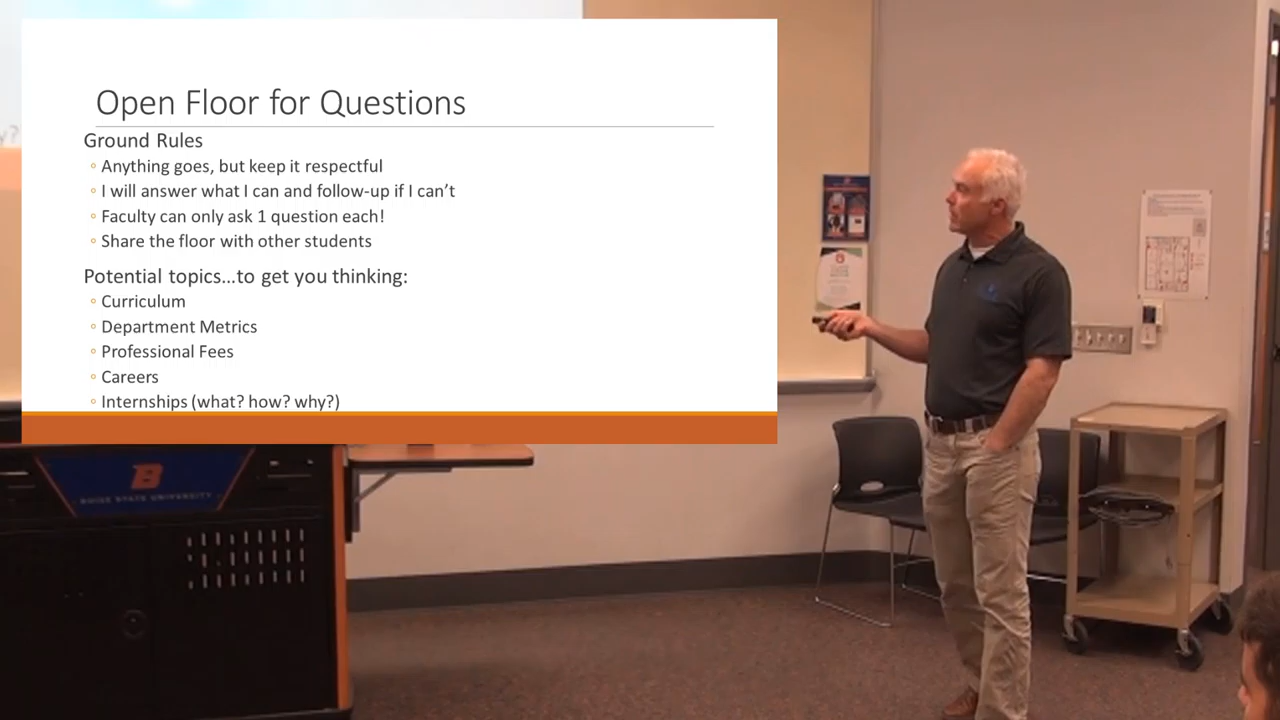 Open Floor for Questions
Ground Rules
Anything goes, but keep it respectful
I will answer what I can and follow-up if I can't
Faculty can only ask 1 question each!
Share the floor with other students
Potential topics...to get you thinking:
Curriculum
Department Metrics
Professional Fees
Careers
Internships (what? how? why?)
B
BOISE STATE UNIVERSITY